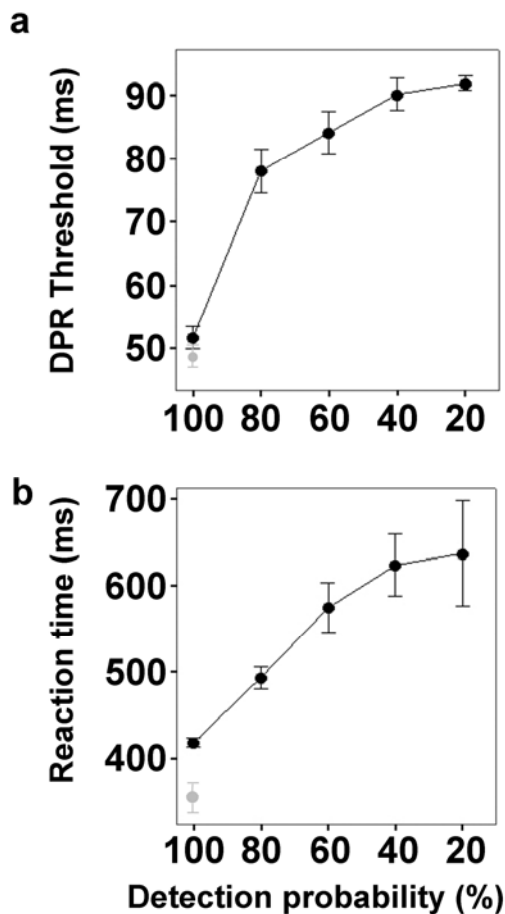 a
DPR Threshold (ms)
90
80
70
60
50
100 80 60 40 20
b
Reaction time (ms)
700
600
500
400
100 80 60 40 20
Detection probability (%)